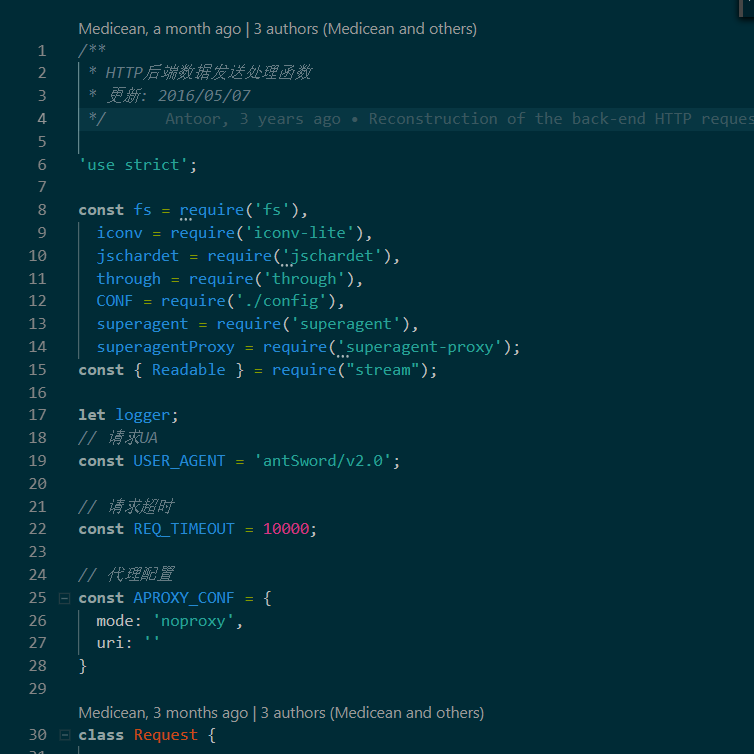 Medicean, a month ago | 3 authors (Medicean and others)
1 /**
2 * HTTP后端数据发送处理函数
3 * 更新: 2016/05/07
4 */ Antoor, 3 years ago • Reconstruction of the back-end HTTP reques
5
6 'use strict';
7
8 const fs = require('fs'),
9 iconv = require('iconv-lite'),
10 jschardet = require('jschardet'),
11 through = require('through'),
12 CONF = require('./config'),
13 superagent = require('superagent'),
14 superagentProxy = require('superagent-proxy');
15 const { Readable } = require("stream");
16
17 let logger;
18 // 请求UA
19 const USER_AGENT = 'antSword/v2.0';
20
21 // 请求超时
22 const REQ_TIMEOUT = 10000;
23
24 // 代理配置
25 const APROXY_CONF = {
26 mode: 'noproxy',
27 uri: ''
28 }
29
Medicean, 3 months ago | 3 authors (Medicean and others)
30 class Request {